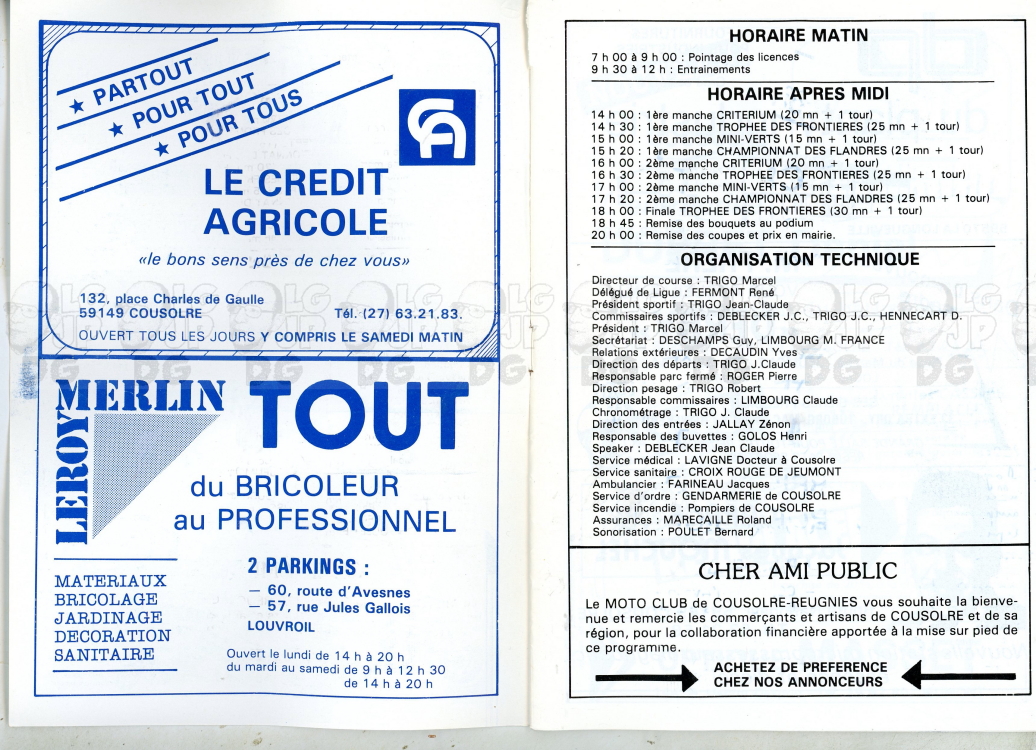 ★ PARTOUT
★ POUR TOUT
★ POUR TOUS
CA
LE CREDIT
AGRICOLE
«le bons sens près de chez vous»
132, place Charles de Gaulle
59149 COUSOLRE Tél. (27) 63.21.83.
OUVERT TOUS LES JOURS Y COMPRIS LE SAMEDI MATIN
LEROY MERLIN
TOUT
du BRICOLEUR
au PROFESSIONNEL
MATERIAUX
BRICOLAGE
JARDINAGE
DECORATION
SANITAIRE
2 PARKINGS :
— 60, route d'Avesnes
— 57, rue Jules Gallois
LOUVROIL
Ouvert le lundi de 14 h à 20 h
du mardi au samedi de 9 h à 12 h 30
de 14 h à 20 h
HORAIRE MATIN
7 h 00 à 9 h 00 : Pointage des licences
9 h 30 à 12 h : Entrainements
HORAIRE APRES MIDI
14 h 00 : 1ère manche CRITERIUM (20 mn + 1 tour)
14 h 30 : 1ère manche TROPHEE DES FRONTIERES (25 mn + 1 tour)
15 h 00 : 1ère manche MINI-VERTS (15 mn + 1 tour)
15 h 20 : 1ère manche CHAMPIONNAT DES FLANDRES (25 mn + 1 tour)
16 h 00 : 2ème manche CRITERIUM (20 mn + 1 tour)
16 h 30 : 2ème manche TROPHEE DES FRONTIERES (25 mn + 1 tour)
17 h 00 : 2ème manche MINI-VERTS (15 mn + 1 tour)
17 h 20 : 2ème manche CHAMPIONNAT DES FLANDRES (25 mn + 1 tour)
18 h 00 : Finale TROPHEE DES FRONTIERES (30 mn + 1 tour)
18 h 45 : Remise des bouquets au podium
20 h 00 : Remise des coupes et prix en mairie.
ORGANISATION TECHNIQUE
Directeur de course : TRIGO Marcel
Délégué de Ligue : FERMONT René
Président sportif : TRIGO Jean-Claude
Commissaires sportifs : DEBLECKER J.C., TRIGO J.C., HENNECART D.
Président : TRIGO Marcel
Secrétariat : DESCHAMPS Guy, LIMBOURG M. FRANCE
Relations extérieures : DECAUDIN Yves
Direction des départs : TRIGO J.Claude
Responsable parc fermé : ROGER Pierre
Direction pesage : TRIGO Robert
Responsable commissaires : LIMBOURG Claude
Chronométrage : TRIGO J. Claude
Direction des entrées : JALLAY Zénon
Responsable des buvettes : GOLOS Henri
Speaker : DEBLECKER Jean Claude
Service médical : LAVIGNE Docteur à Cousolre
Service sanitaire : CROIX ROUGE DE JEUMONT
Ambulancier : FARINEAU Jacques
Service d'ordre : GENDARMERIE de COUSOLRE
Service incendie : Pompiers de COUSOLRE
Assurances : MARECAILLE Roland
Sonorisation : POULET Bernard
CHER AMI PUBLIC
Le MOTO CLUB de COUSOLRE-REUGNIES vous souhaite la bienve-
nue et remercie les commerçants et artisans de COUSOLRE et de sa
région, pour la collaboration financière apportée à la mise sur pied de
ce programme.
ACHETEZ DE PREFERENCE
CHEZ NOS ANNONCEURS